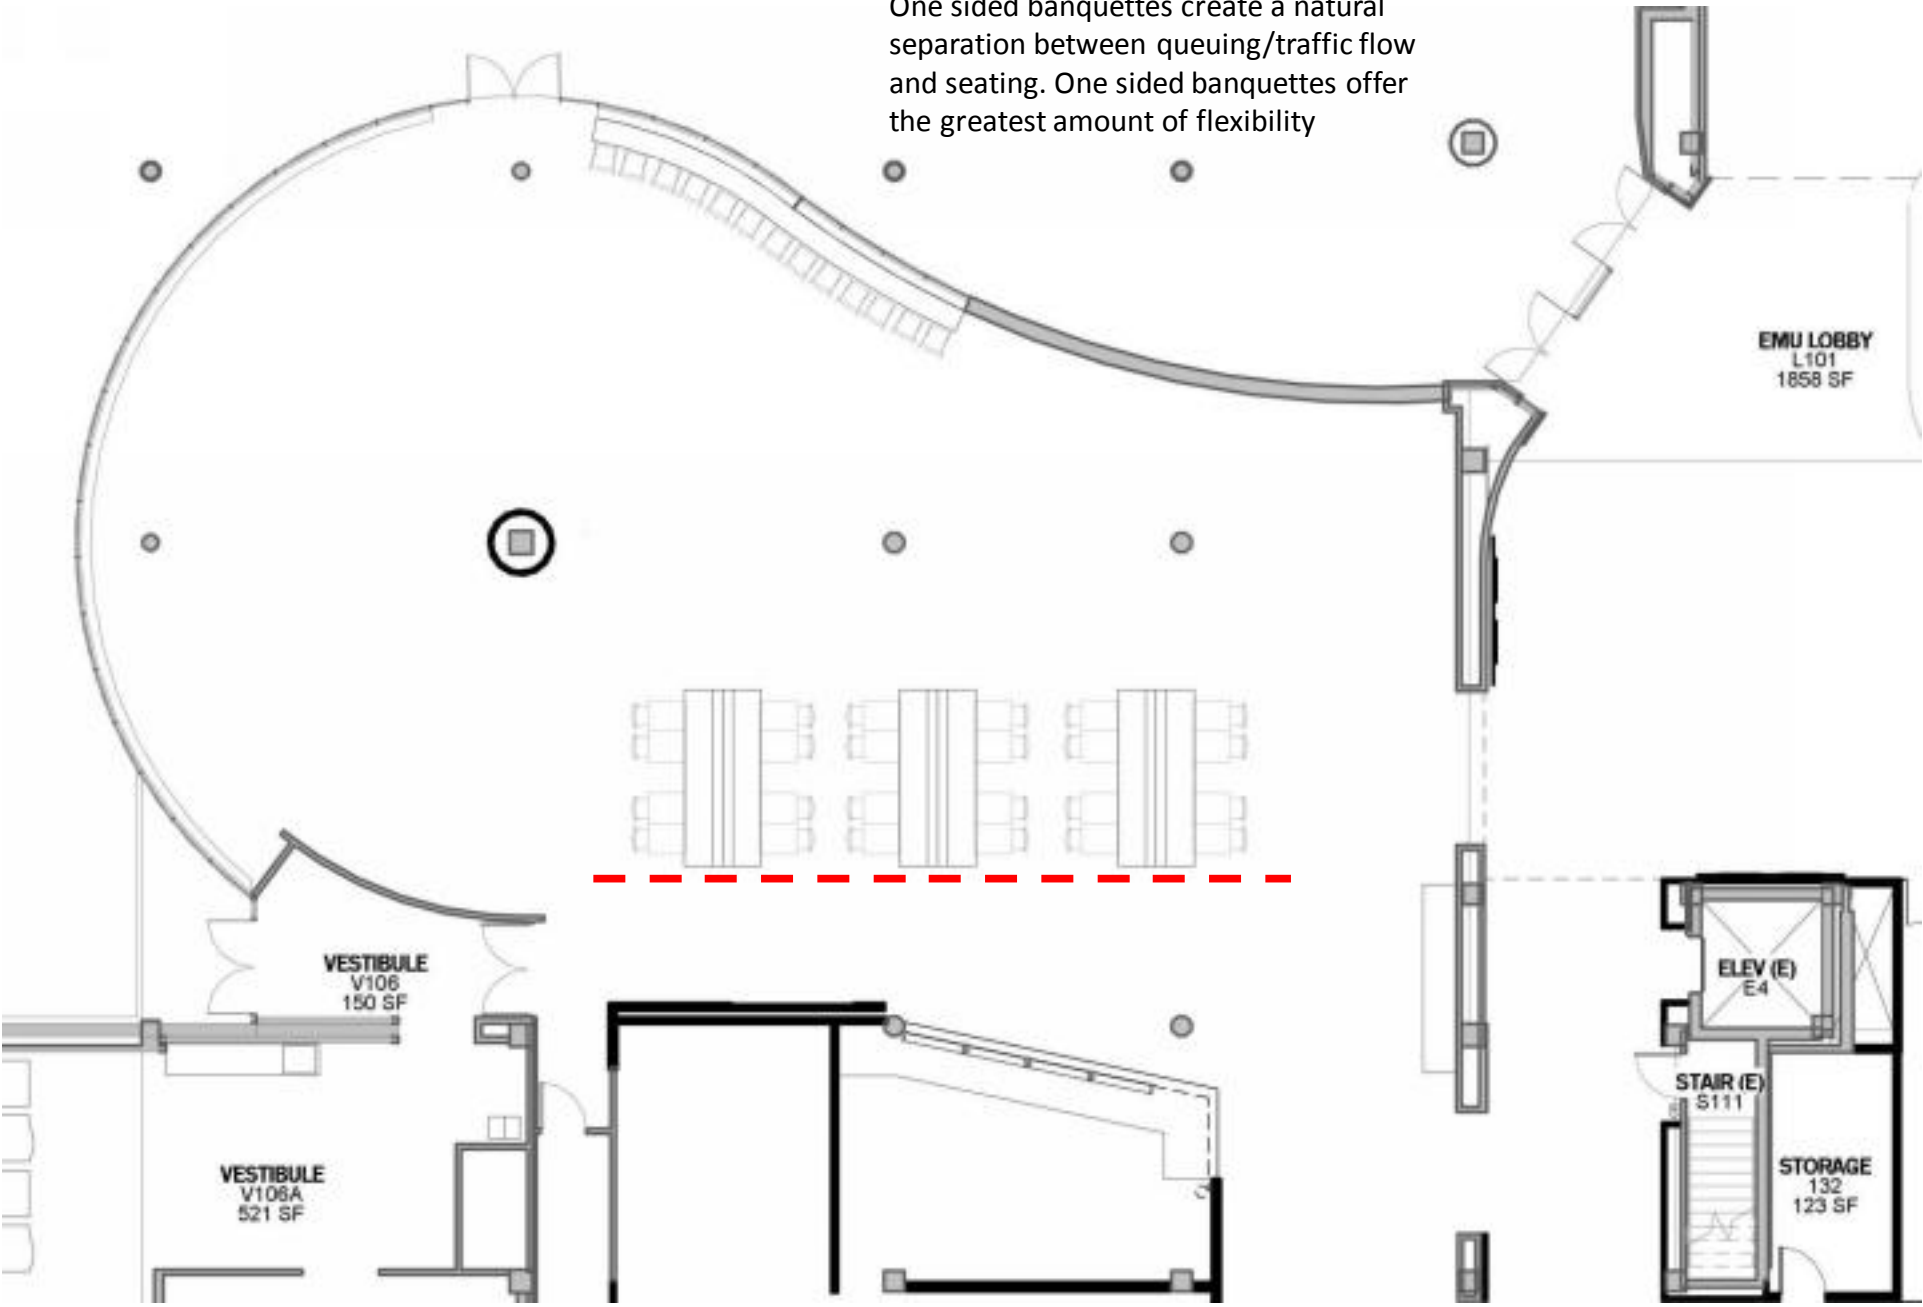 One sided banquettes create a natural
separation between queuing/traffic flow
and seating. One sided banquettes offer
the greatest amount of flexibility
EMU LOBBY
L101
1858 SF
VESTIBULE
V106
150 SF
ELEV (E)
E4
STAIR (E)
S111
VESTIBULE
V106A
521 SF
STORAGE
132
123 SF